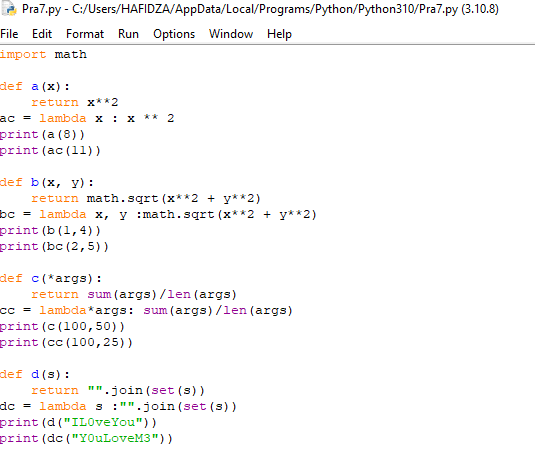 Pra7.py - C:/Users/HAFIDZA/AppData/Local/Programs/Python/Python310/Pra7.py (3.10.8)
File Edit Format Run Options Window Help
import math
def a(x):
    return x**2
ac = lambda x : x ** 2
print(a(8))
print(ac(11))
def b(x, y):
    return math.sqrt(x**2 + y**2)
bc = lambda x, y :math.sqrt(x**2 + y**2)
print(b(1,4))
print(bc(2,5))
def c(*args):
    return sum(args)/len(args)
cc = lambda*args: sum(args)/len(args)
print(c(100,50))
print(cc(100,25))
def d(s):
    return "".join(set(s))
dc = lambda s :"".join(set(s))
print(d("IL0veYou"))
print(dc("Y0uLoveM3"))